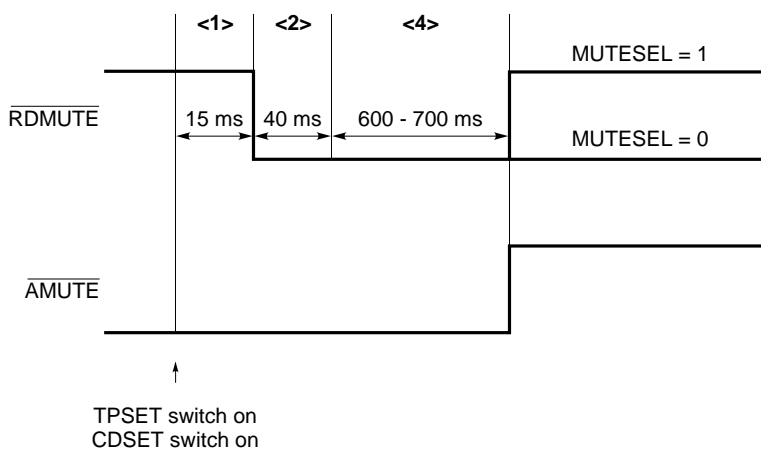 <1> <2> <4>
MUTESEL = 1
RDMUTE
15 ms 40 ms 600 - 700 ms
MUTESEL = 0
AMUTE
TPSET switch on
CDSET switch on